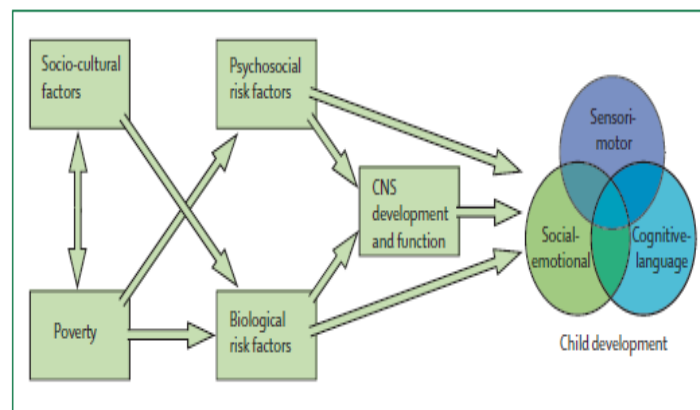 Socio-cultural
factors
Psychosocial
risk factors
Sensori-
motor
CNS
development
and function
Social-
emotional
Cognitive-
language
Poverty
Biological
risk factors
Child development